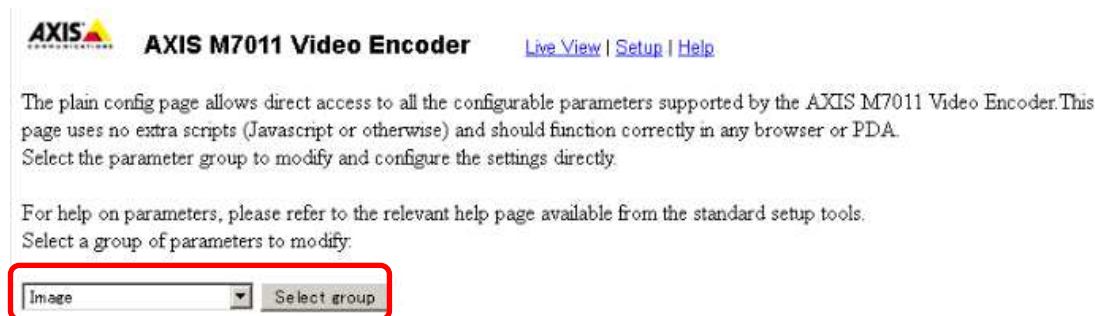 AXIS
COMMUNICATIONS
AXIS M7011 Video Encoder Live View | Setup | Help
The plain config page allows direct access to all the configurable parameters supported by the AXIS M7011 Video Encoder.This
page uses no extra scripts (Javascript or otherwise) and should function correctly in any browser or PDA.
Select the parameter group to modify and configure the settings directly.
For help on parameters, please refer to the relevant help page available from the standard setup tools.
Select a group of parameters to modify:
Image Select group